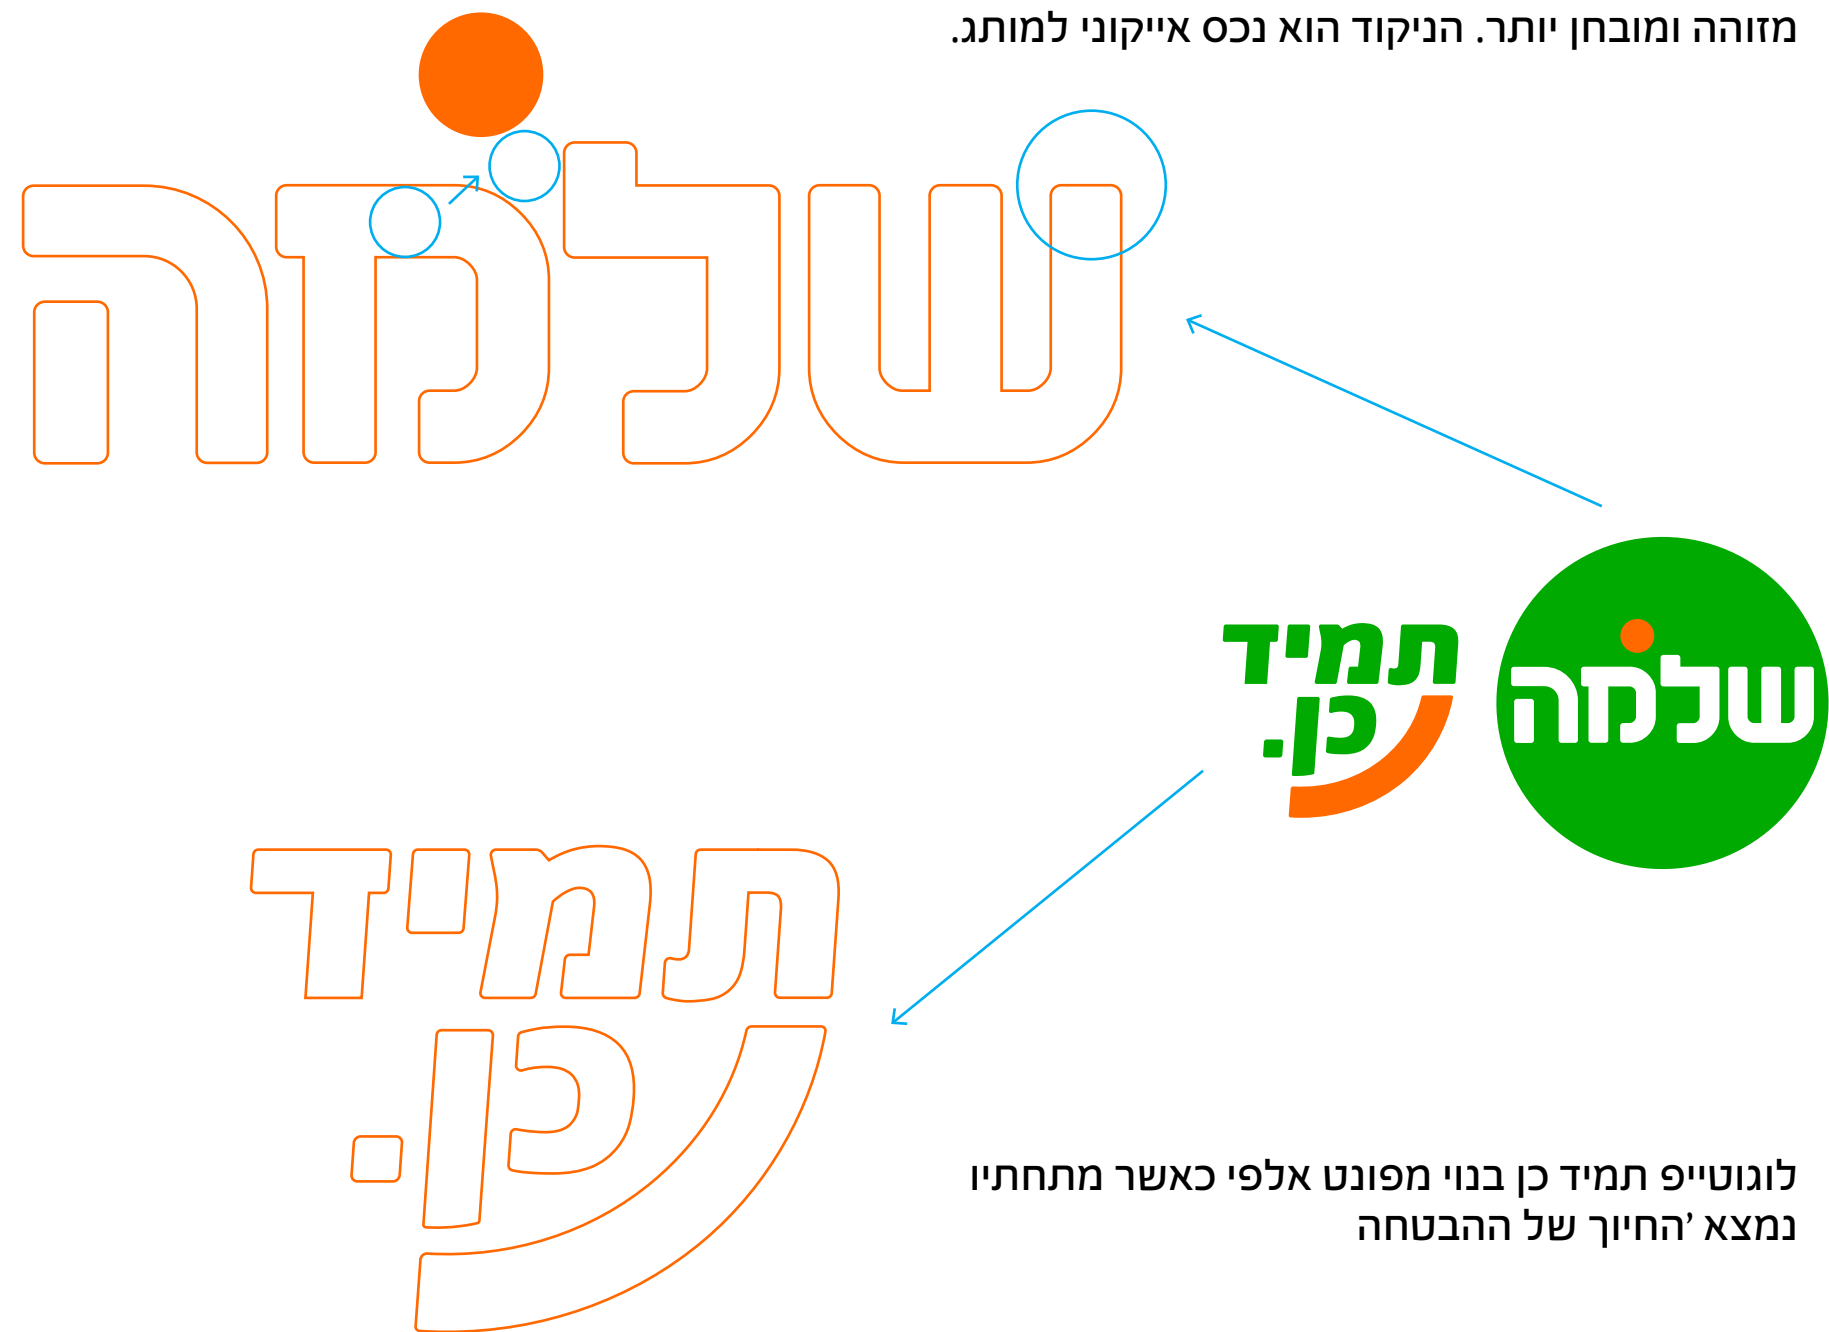 מזוהה ומובחן יותר. הניקוד הוא נכס אייקוני למותג.
שלמה
שלמה
תמיד
כן.
תמיד
כן.
לוגוטייפ תמיד כן בנוי מפונט אלפי כאשר מתחתיו
נמצא ’החיוך של ההבטחה